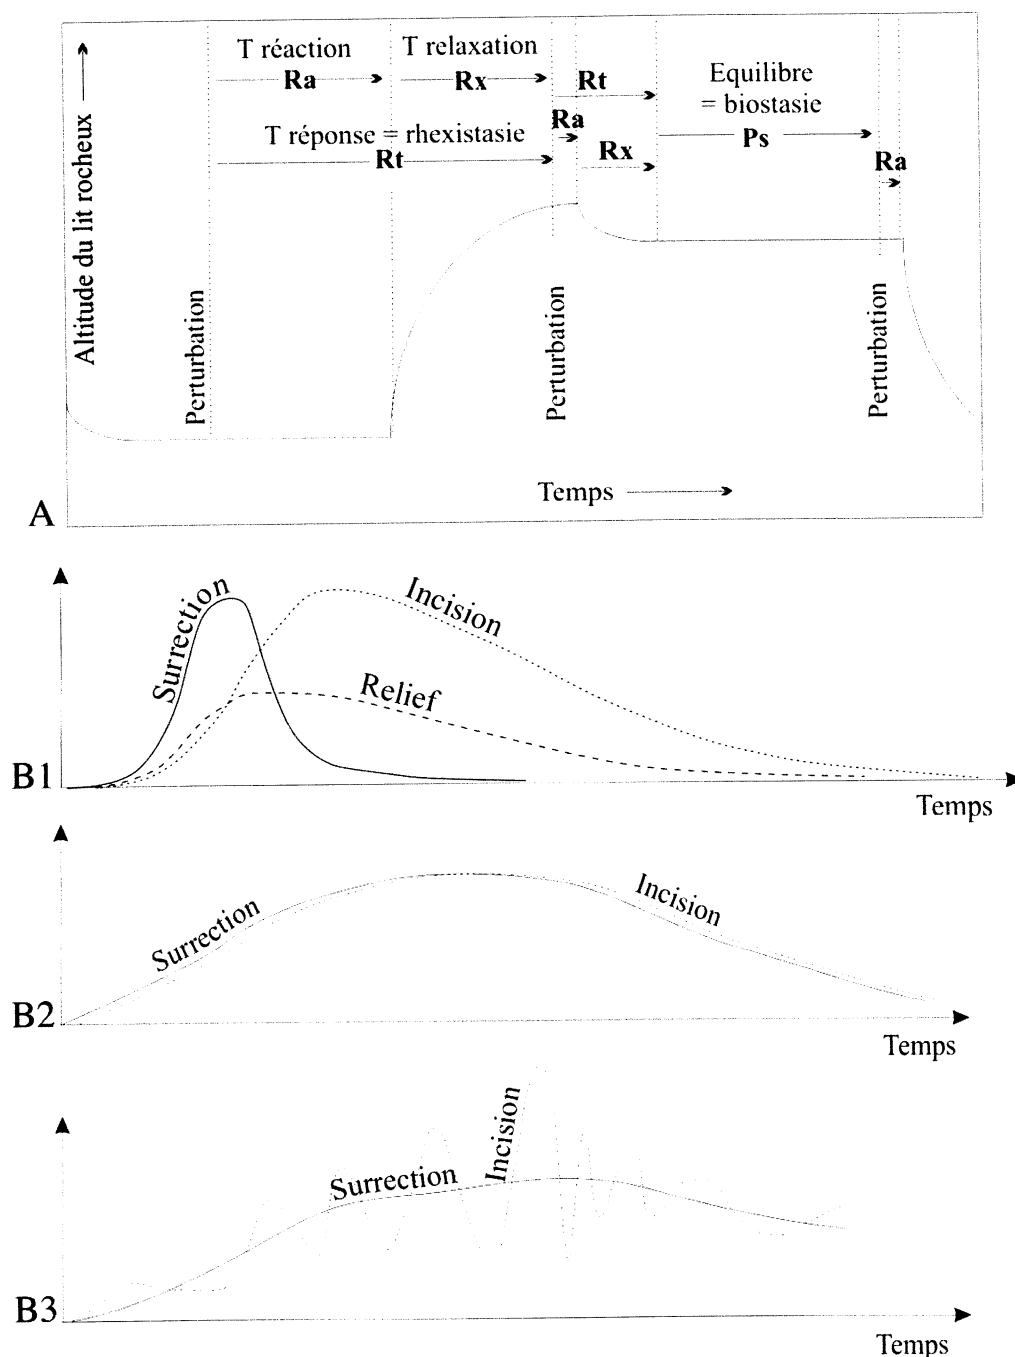 Altitude du lit rocheux
T réaction
Ra
T relaxation
Rx
T réponse = rhexistasie
Rt
Rt
Ra
Rx
Equilibre
= biostasie
Ps
Ra
Perturbation
Perturbation
Perturbation
Temps
A
Surrection
Incision
Relief
B1
Temps
Surrection
Incision
B2
Temps
Surrection
Incision
B3
Temps